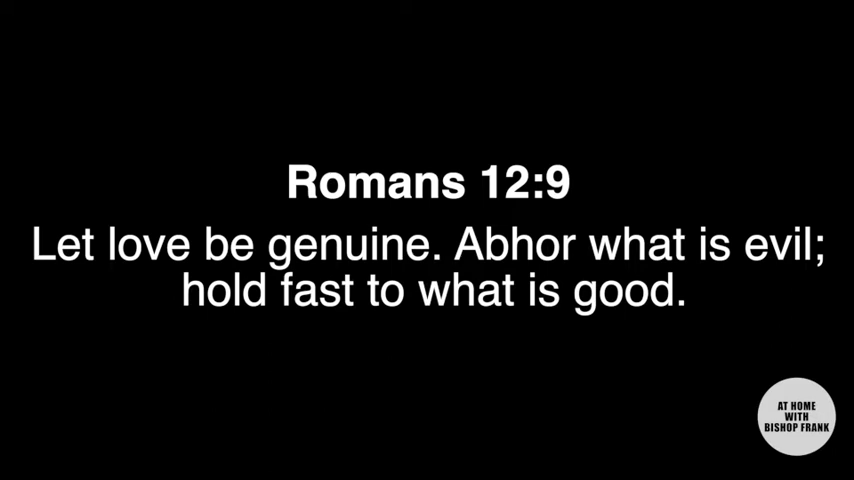 Romans 12:9
Let love be genuine. Abhor what is evil;
hold fast to what is good.
AT HOME
WITH
BISHOP FRANK